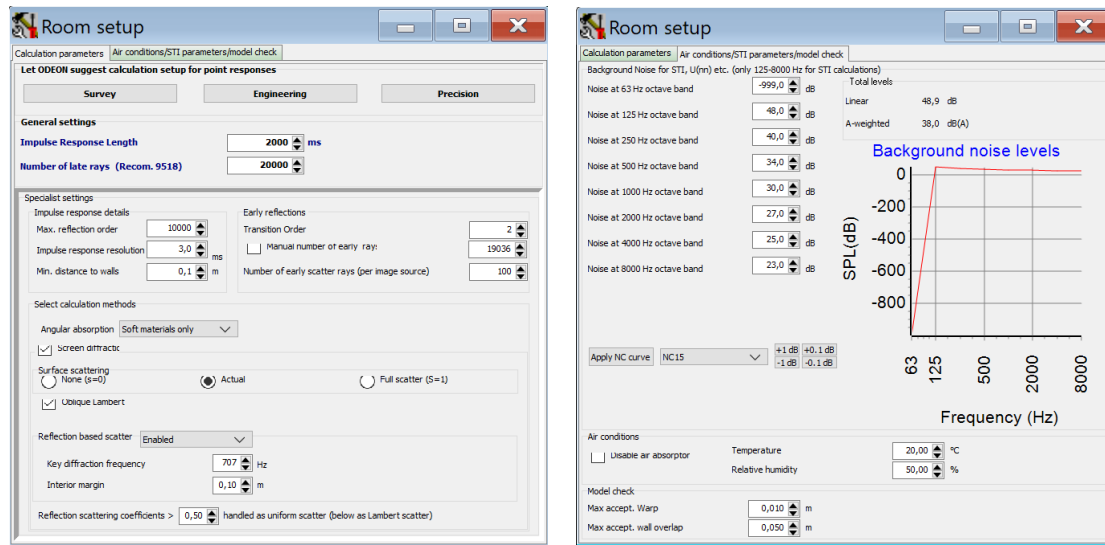 Room setup
Calculation parameters Air conditions/STI parameters/model check
Let ODEON suggest calculation setup for point responses
Survey Engineering Precision
General settings
Impulse Response Length 2000 ms
Number of late rays (Recom. 9518) 20000
Specialist settings
Impulse response details
Max. reflection order 10000
Impulse response resolution 3,0 ms
Min. distance to walls 0,1 m
Early reflections
Transition Order 2
Manual number of early rays 19036
Number of early scatter rays (per image source) 100
Select calculation methods
Angular absorption Soft materials only
Screen diffractic
Surface scattering
None (s=0) Actual Full scatter (S=1)
Oblique Lambert
Reflection based scatter Enabled
Key diffraction frequency 707 Hz
Interior margin 0,10 m
Reflection scattering coefficients > 0,50 handled as uniform scatter (below as Lambert scatter)
Room setup
Calculation parameters Air conditions/STI parameters/model check
Background Noise for STI, U(nn) etc. (only 125-8000 Hz for STI calculations)
Noise at 63 Hz octave band -999,0 dB
Noise at 125 Hz octave band 48,0 dB
Noise at 250 Hz octave band 40,0 dB
Noise at 500 Hz octave band 34,0 dB
Noise at 1000 Hz octave band 30,0 dB
Noise at 2000 Hz octave band 27,0 dB
Noise at 4000 Hz octave band 25,0 dB
Noise at 8000 Hz octave band 23,0 dB
Total levels
Linear 48,9 dB
A-weighted 38,0 dB(A)
Background noise levels
SPL(dB)
0
-200
-400
-600
-800
63 125 500 2000 8000
Frequency (Hz)
Apply NC curve NC15 +1 dB +0.1 dB
-1 dB -0.1 dB
Air conditions
Disable air absorptor
Temperature 20,00 ºC
Relative humidity 50,00 %
Model check
Max accept. Warp 0,010 m
Max accept. wall overlap 0,050 m